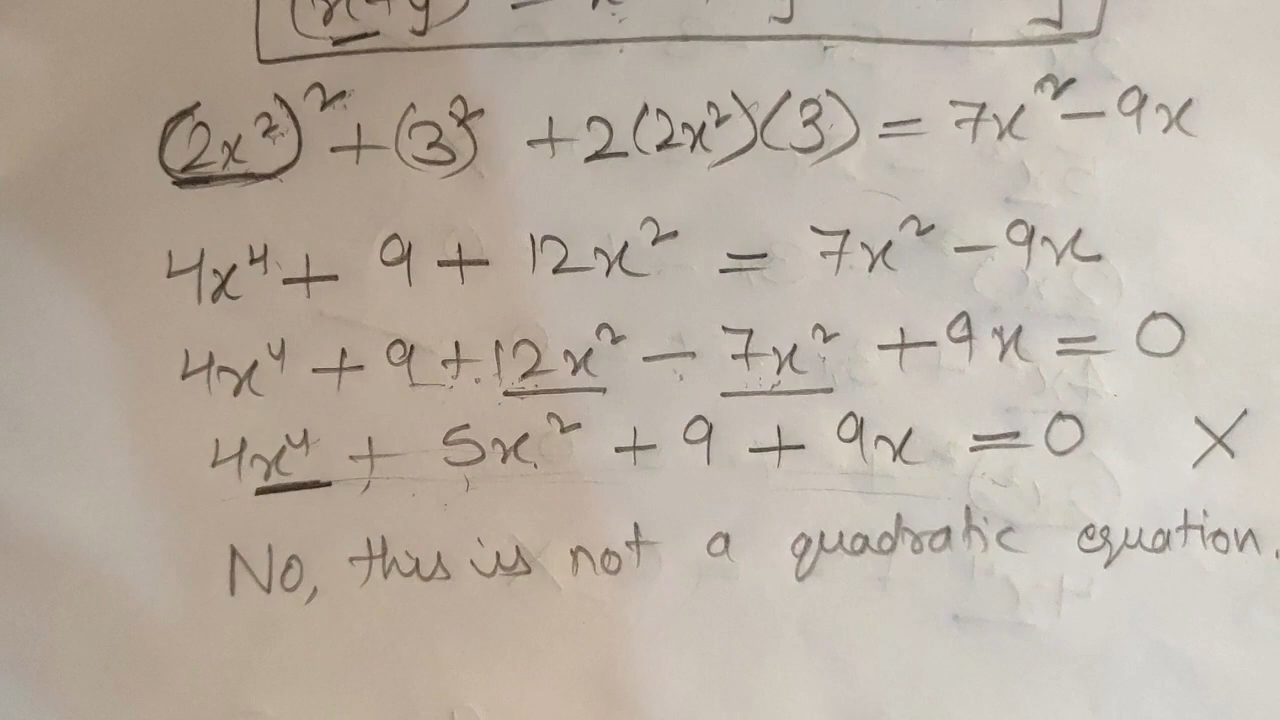 (2x²)² + (3)² + 2(2x²)(3) = 7x² - 9x
4x⁴ + 9 + 12x² = 7x² - 9x
4x⁴ + 9 + 12x² - 7x² + 9x = 0
4x⁴ + 5x² + 9 + 9x = 0 ×
No, this is not a quadratic equation.